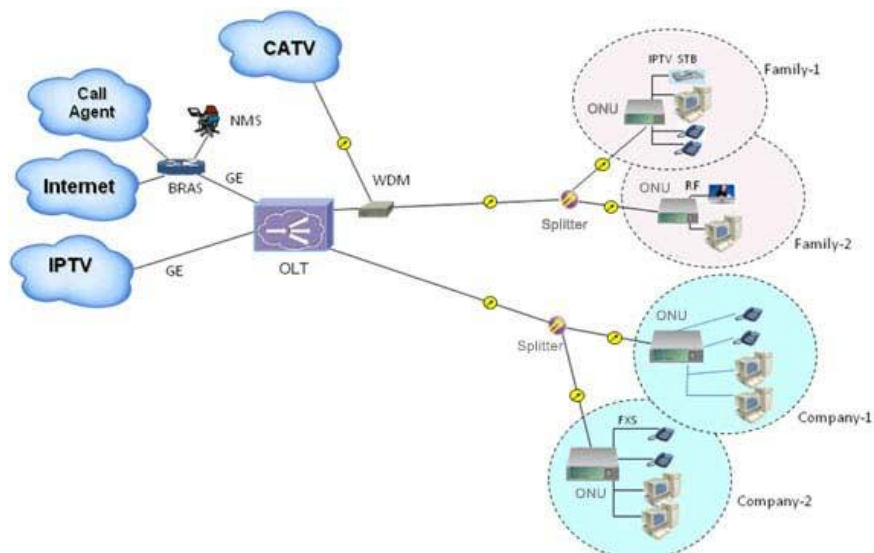 CATV
Call
Agent
NMS
Internet
BRAS
GE
WDM
IPTV
GE
OLT
Splitter
Splitter
IPTV STB
ONU
Family-1
ONU
RF
Family-2
ONU
Company-1
FXS
ONU
Company-2